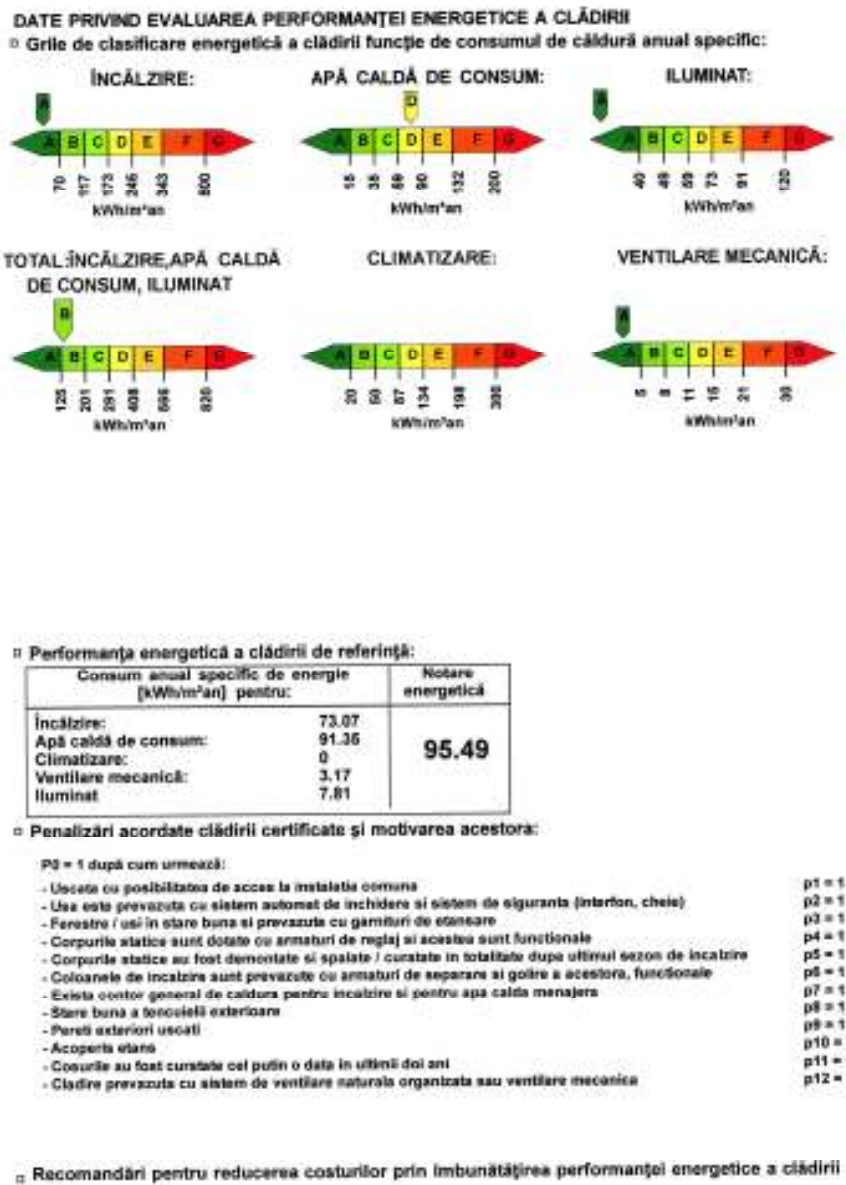 DATE PRIVIND EVALUAREA PERFORMANŢEI ENERGETICE A CLĂDIRII
¤ Grile de clasificare energetică a clădirii funcţie de consumul de căldură anual specific:
ÎNCĂLZIRE: APĂ CALDĂ DE CONSUM: ILUMINAT:
A D A
A B C D E F G A B C D E F G A B C D E F G
70 117 173 245 343 500 15 35 59 90 132 200 40 49 59 73 91 120
kWh/m²an kWh/m²an kWh/m²an
TOTAL:ÎNCĂLZIRE,APĂ CALDĂ CLIMATIZARE: VENTILARE MECANICĂ:
DE CONSUM, ILUMINAT
B A
A B C D E F G A B C D E F G A B C D E F G
125 201 291 408 566 820 20 50 87 134 198 300 5 8 11 15 21 30
kWh/m²an kWh/m²an kWh/m²an
¤ Performanţa energetică a clădirii de referinţă:
Consum anual specific de energie Notare
[kWh/m²an] pentru: energetică
Încălzire: 73.07
Apă caldă de consum: 91.35
Climatizare: 0 95.49
Ventilare mecanică: 3.17
Iluminat 7.81
¤ Penalizări acordate clădirii certificate şi motivarea acestora:
P0 = 1 după cum urmează:
- Uscata cu posibilitatea de acces la instalatia comuna p1 = 1
- Usa este prevazuta cu sistem automat de inchidere si sistem de siguranta (interfon, cheie) p2 = 1
- Ferestre / usi in stare buna si prevazute cu garnituri de etansare p3 = 1
- Corpurile statice sunt dotate cu armaturi de reglaj si acestea sunt functionale p4 = 1
- Corpurile statice au fost demontate si spalate / curatate in totalitate dupa ultimul sezon de incalzire p5 = 1
- Coloanele de incalzire sunt prevazute cu armaturi de separare si golire a acestora, functionale p6 = 1
- Exista contor general de caldura pentru incalzire si pentru apa calda menajera p7 = 1
- Stare buna a tencuielii exterioare p8 = 1
- Pereti exteriori uscati p9 = 1
- Acoperis etans p10 =
- Cosurile au fost curatate cel putin o data in ultimii doi ani p11 =
- Cladire prevazuta cu sistem de ventilare naturala organizata sau ventilare mecanica p12 =
¤ Recomandări pentru reducerea costurilor prin îmbunătăţirea performanţei energetice a clădirii